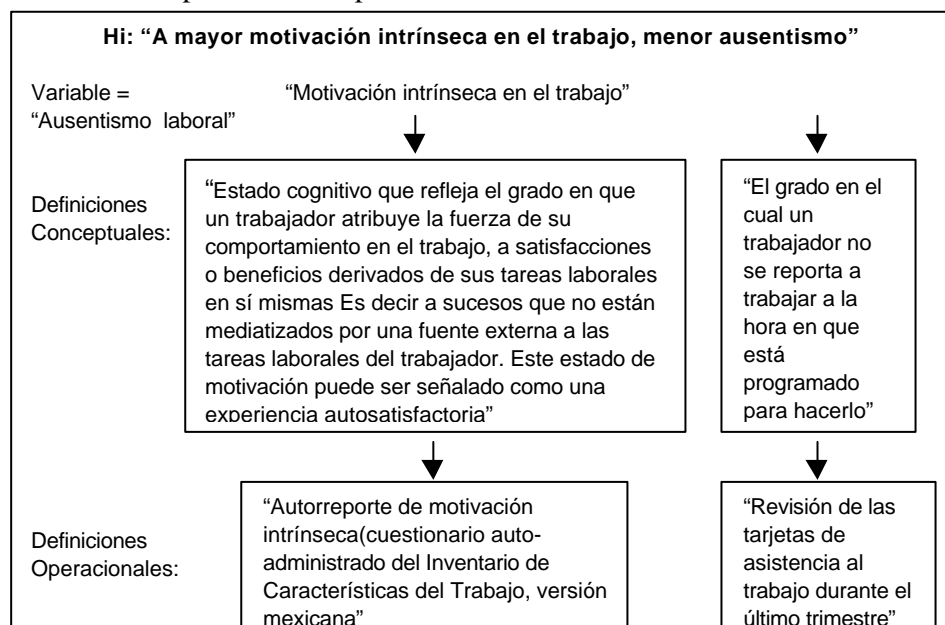 Hi: “A mayor motivación intrínseca en el trabajo, menor ausentismo”
Variable = “Motivación intrínseca en el trabajo”
“Ausentismo laboral”
Definiciones
Conceptuales:
“Estado cognitivo que refleja el grado en que
un trabajador atribuye la fuerza de su
comportamiento en el trabajo, a satisfacciones
o beneficios derivados de sus tareas laborales
en sí mismas Es decir a sucesos que no están
mediatizados por una fuente externa a las
tareas laborales del trabajador. Este estado de
motivación puede ser señalado como una
experiencia autosatisfactoria”
“El grado en el
cual un
trabajador no
se reporta a
trabajar a la
hora en que
está
programado
para hacerlo”
Definiciones
Operacionales:
“Autorreporte de motivación
intrínseca(cuestionario auto-
administrado del Inventario de
Características del Trabajo, versión
mexicana”
“Revisión de las
tarjetas de
asistencia al
trabajo durante el
último trimestre”